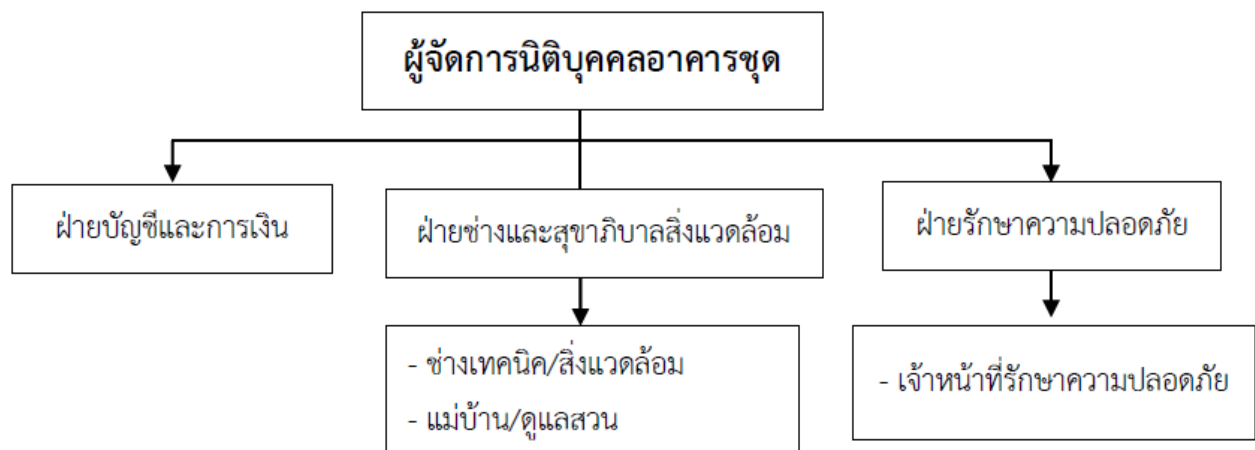 ผู้จัดการนิติบุคคลอาคารชุด
ฝ่ายบัญชีและการเงิน
ฝ่ายช่างและสุขาภิบาลสิ่งแวดล้อม
ฝ่ายรักษาความปลอดภัย
- ช่างเทคนิค/สิ่งแวดล้อม
- แม่บ้าน/ดูแลสวน
- เจ้าหน้าที่รักษาความปลอดภัย